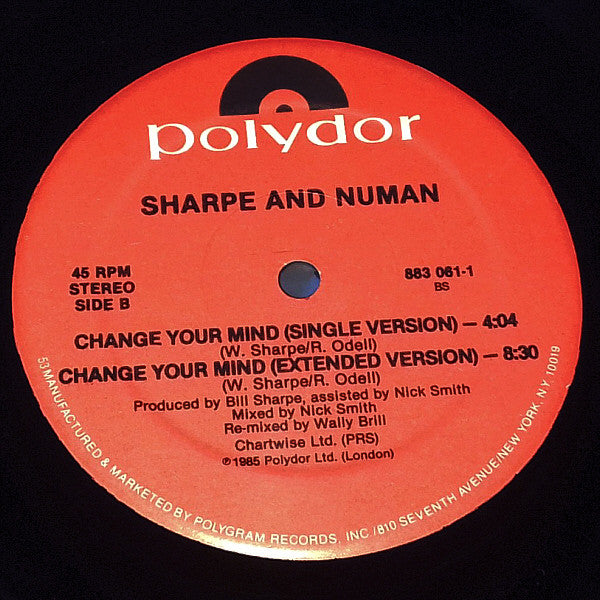 polydor
SHARPE AND NUMAN
45 RPM
STEREO
SIDE B
883 061-1
BS
CHANGE YOUR MIND (SINGLE VERSION) — 4:04
(W. Sharpe/R. Odell)
CHANGE YOUR MIND (EXTENDED VERSION) — 8:30
(W. Sharpe/R. Odell)
Produced by Bill Sharpe, assisted by Nick Smith
Mixed by Nick Smith
Re-mixed by Wally Brill
Chartwise Ltd. (PRS)
℗1985 Polydor Ltd. (London)
53 MANUFACTURED & MARKETED BY POLYGRAM RECORDS, INC /810 SEVENTH AVENUE/NEW YORK, NY 10019